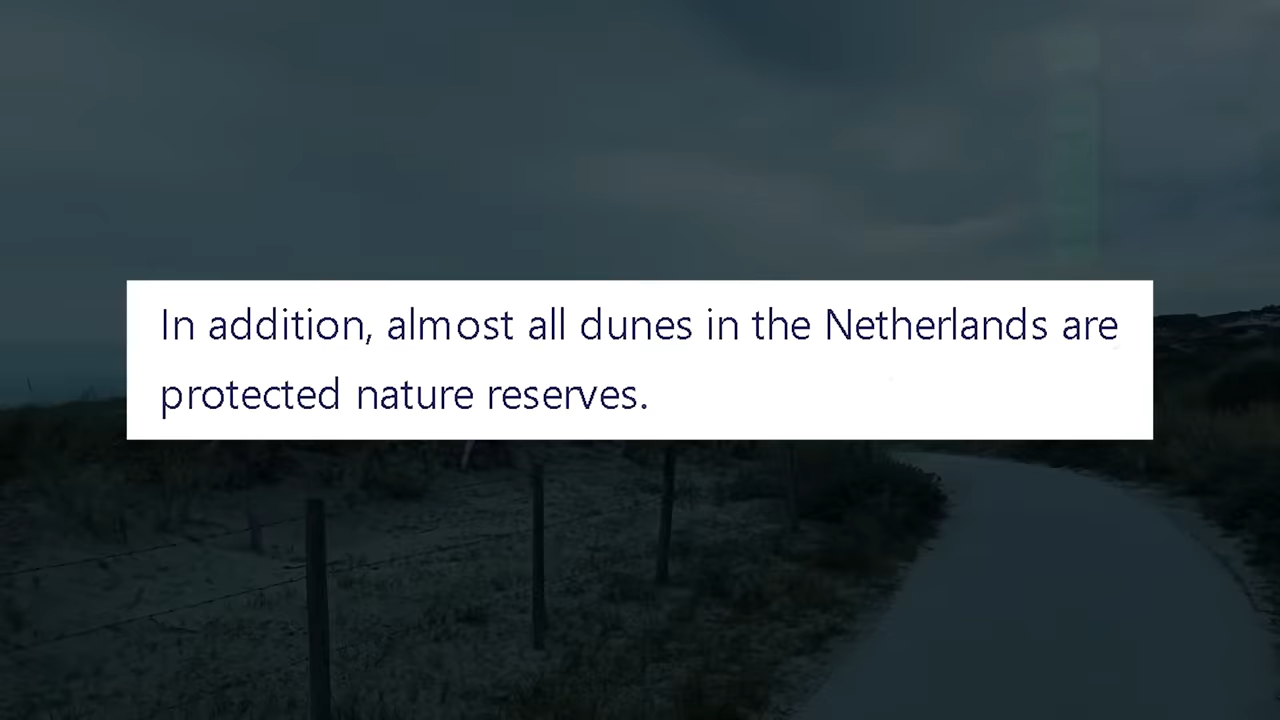 In addition, almost all dunes in the Netherlands are
protected nature reserves.